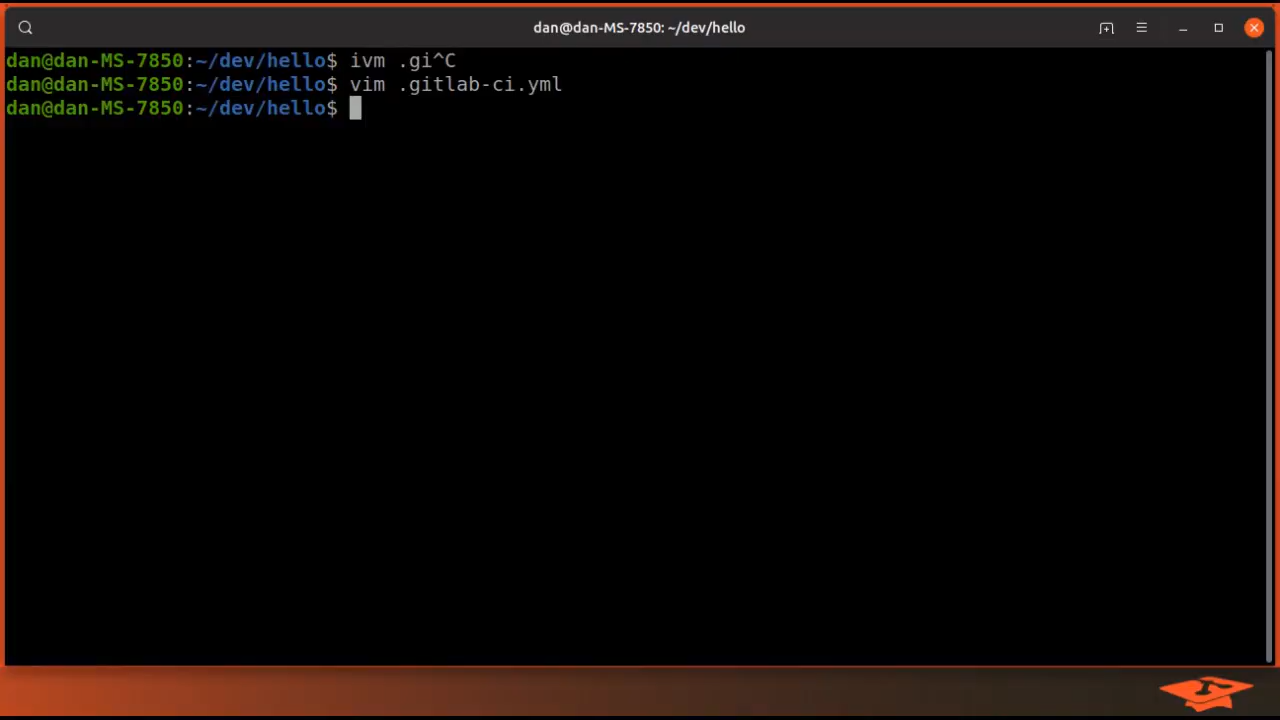 dan@dan-MS-7850: ~/dev/hello
dan@dan-MS-7850:~/dev/hello$ ivm .gi^C
dan@dan-MS-7850:~/dev/hello$ vim .gitlab-ci.yml
dan@dan-MS-7850:~/dev/hello$